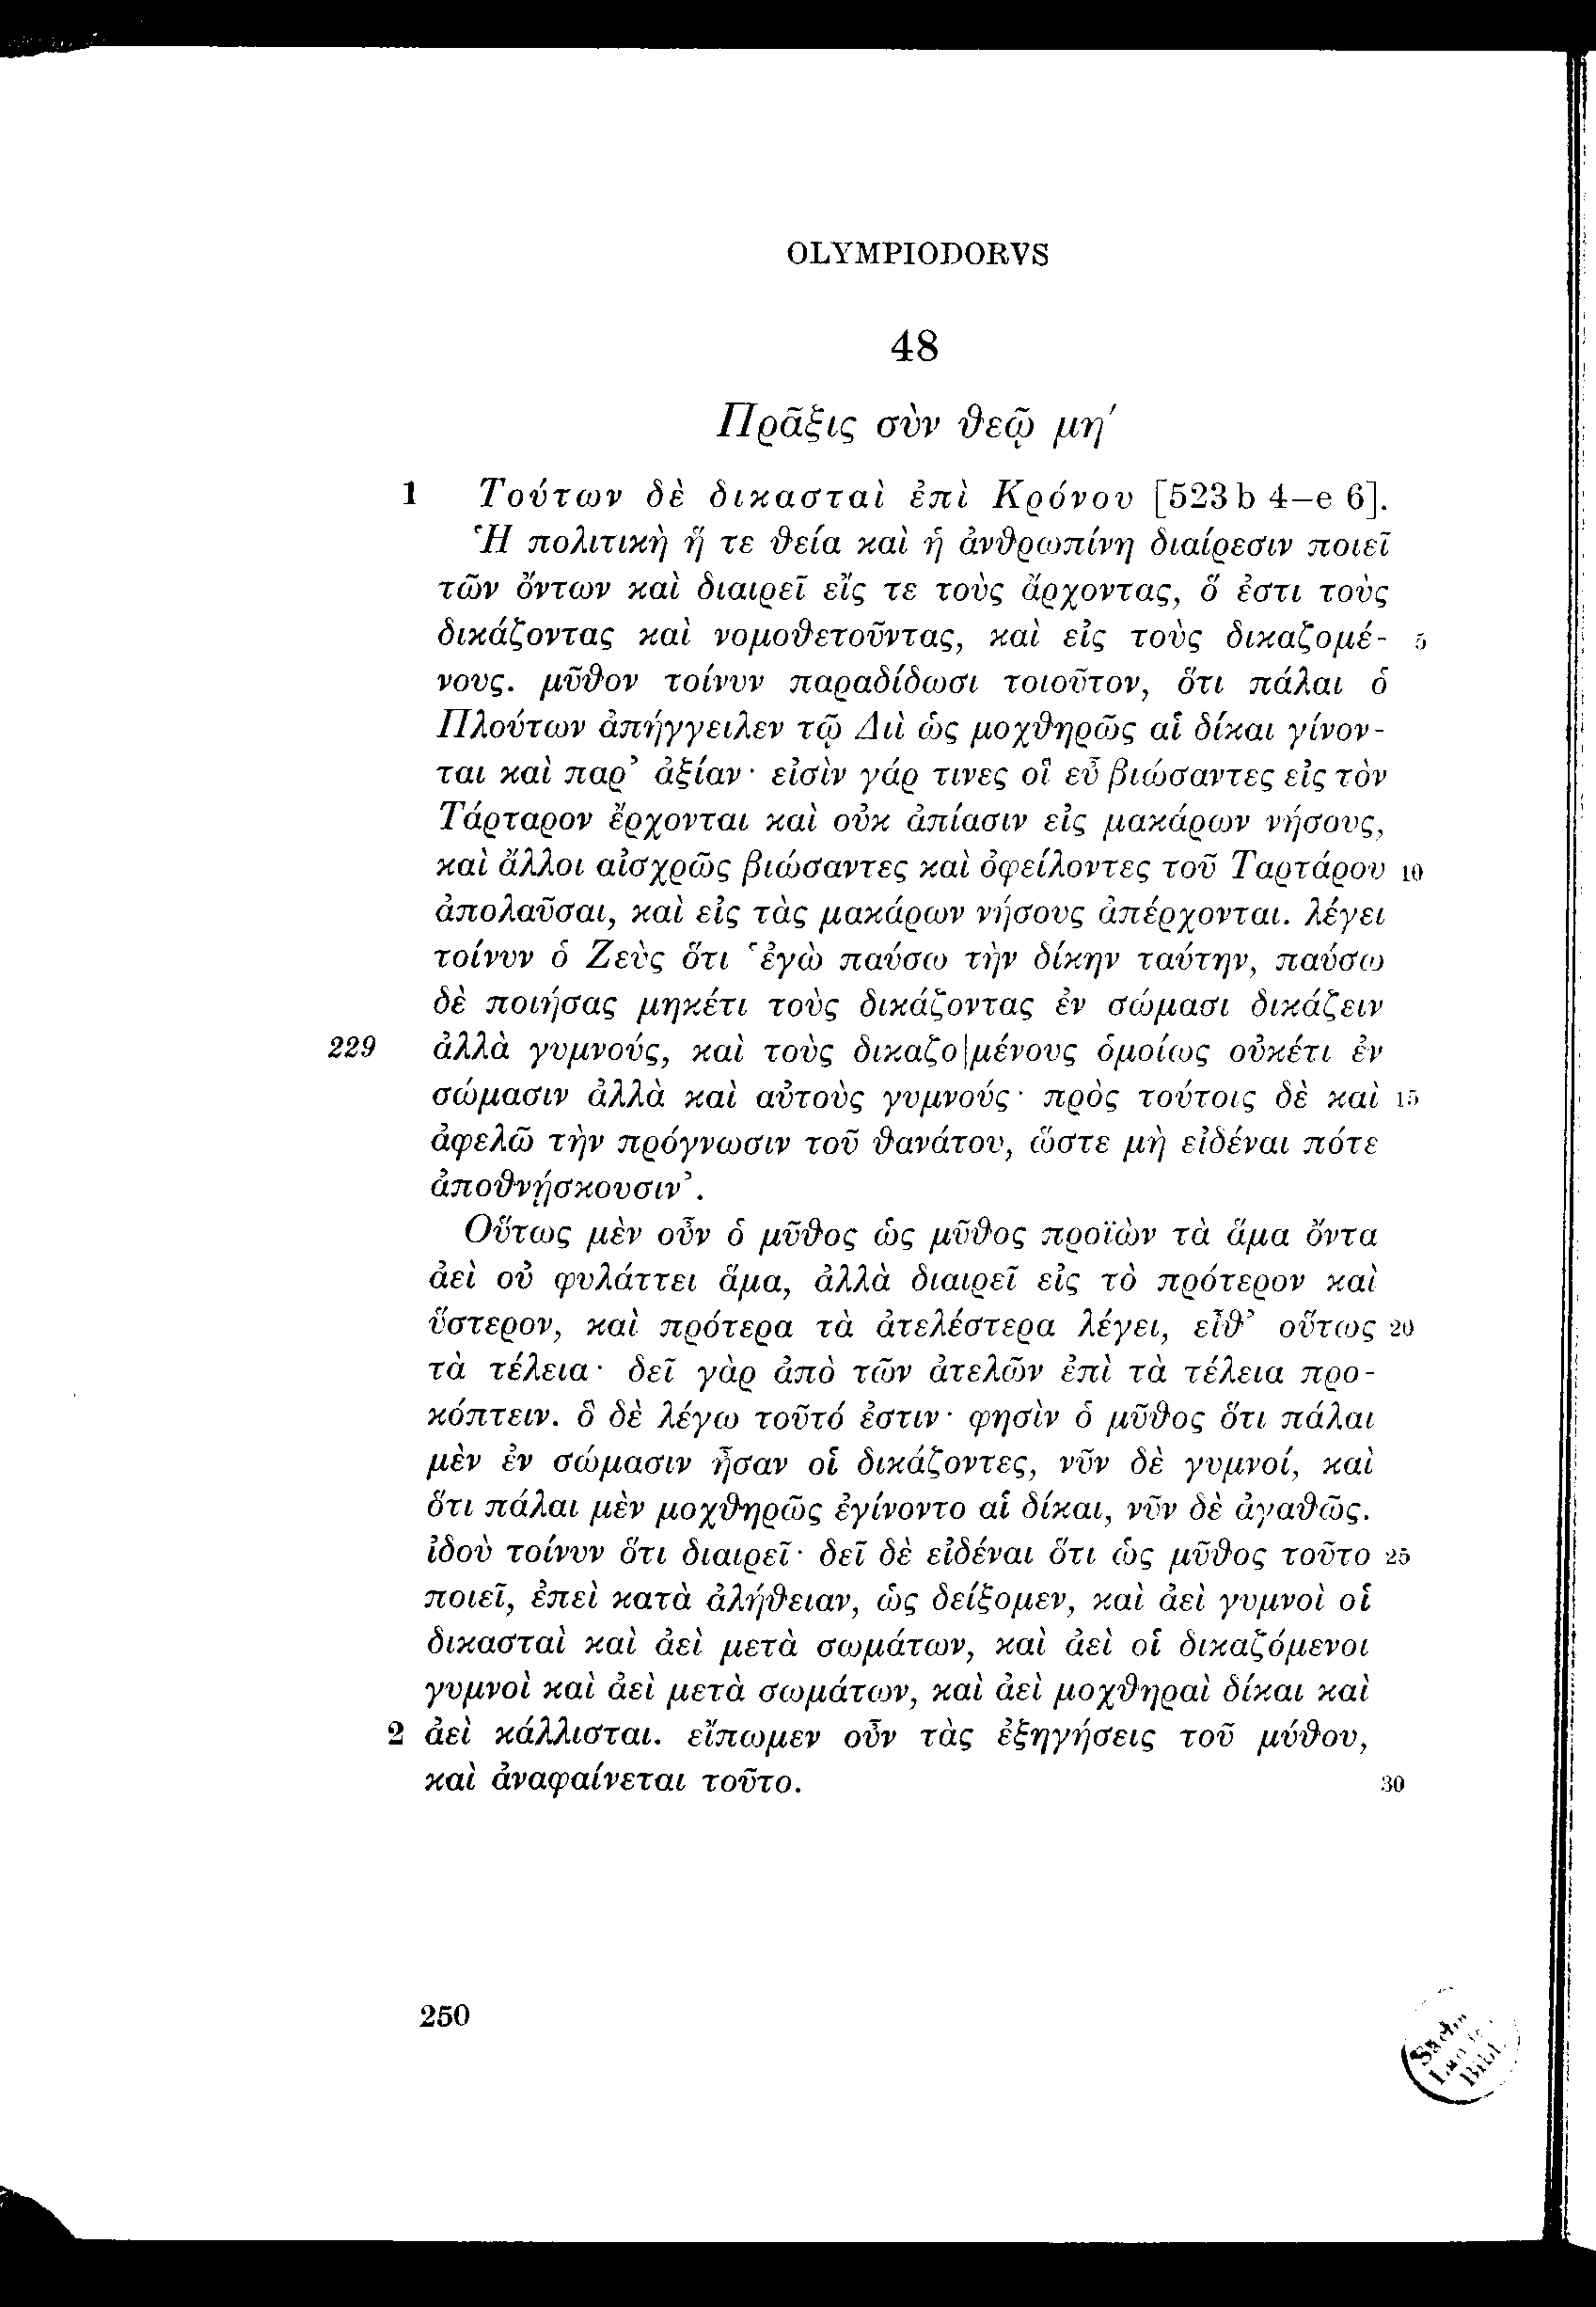 OLYMPIODORVS
48
Πρᾶξις σὺν θεῷ μη′
1 Τούτων δὲ δικασταὶ ἐπὶ Κρόνου [523 b 4–e 6].
Ἡ πολιτικὴ ἥ τε θεία καὶ ἡ ἀνθρωπίνη διαίρεσιν ποιεῖ
τῶν ὄντων καὶ διαιρεῖ εἴς τε τοὺς ἄρχοντας, ὅ ἐστι τοὺς
δικάζοντας καὶ νομοθετοῦντας, καὶ εἰς τοὺς δικαζομέ- 5
νους. μῦθον τοίνυν παραδίδωσι τοιοῦτον, ὅτι πάλαι ὁ
Πλούτων ἀπήγγειλεν τῷ Διὶ ὡς μοχθηρῶς αἱ δίκαι γίνον-
ται καὶ παρ’ ἀξίαν· εἰσὶν γάρ τινες οἳ εὖ βιώσαντες εἰς τὸν
Τάρταρον ἔρχονται καὶ οὐκ ἀπίασιν εἰς μακάρων νήσους,
καὶ ἄλλοι αἰσχρῶς βιώσαντες καὶ ὀφείλοντες τοῦ Ταρτάρου 10
ἀπολαῦσαι, καὶ εἰς τὰς μακάρων νήσους ἀπέρχονται. λέγει
τοίνυν ὁ Ζεὺς ὅτι ‘ἐγὼ παύσω τὴν δίκην ταύτην, παύσω
δὲ ποιήσας μηκέτι τοὺς δικάζοντας ἐν σώμασι δικάζειν
229 ἀλλὰ γυμνούς, καὶ τοὺς δικαζο|μένους ὁμοίως οὐκέτι ἐν
σώμασιν ἀλλὰ καὶ αὐτοὺς γυμνούς· πρὸς τούτοις δὲ καὶ 15
ἀφελῶ τὴν πρόγνωσιν τοῦ θανάτου, ὥστε μὴ εἰδέναι πότε
ἀποθνῄσκουσιν’.
Οὕτως μὲν οὖν ὁ μῦθος ὡς μῦθος προϊὼν τὰ ἅμα ὄντα
ἀεὶ οὐ φυλάττει ἅμα, ἀλλὰ διαιρεῖ εἰς τὸ πρότερον καὶ
ὕστερον, καὶ πρότερα τὰ ἀτελέστερα λέγει, εἶθ’ οὕτως 20
τὰ τέλεια· δεῖ γὰρ ἀπὸ τῶν ἀτελῶν ἐπὶ τὰ τέλεια προ-
κόπτειν. ὃ δὲ λέγω τοῦτό ἐστιν· φησὶν ὁ μῦθος ὅτι πάλαι
μὲν ἐν σώμασιν ἦσαν οἱ δικάζοντες, νῦν δὲ γυμνοί, καὶ
ὅτι πάλαι μὲν μοχθηρῶς ἐγίνοντο αἱ δίκαι, νῦν δὲ ἀγαθῶς.
ἰδοὺ τοίνυν ὅτι διαιρεῖ· δεῖ δὲ εἰδέναι ὅτι ὡς μῦθος τοῦτο 25
ποιεῖ, ἐπεὶ κατὰ ἀλήθειαν, ὡς δείξομεν, καὶ ἀεὶ γυμνοὶ οἱ
δικασταὶ καὶ ἀεὶ μετὰ σωμάτων, καὶ ἀεὶ οἱ δικαζόμενοι
γυμνοὶ καὶ ἀεὶ μετὰ σωμάτων, καὶ ἀεὶ μοχθηραὶ δίκαι καὶ
2 ἀεὶ κάλλισται. εἴπωμεν οὖν τὰς ἐξηγήσεις τοῦ μύθου,
καὶ ἀναφαίνεται τοῦτο. 30
250